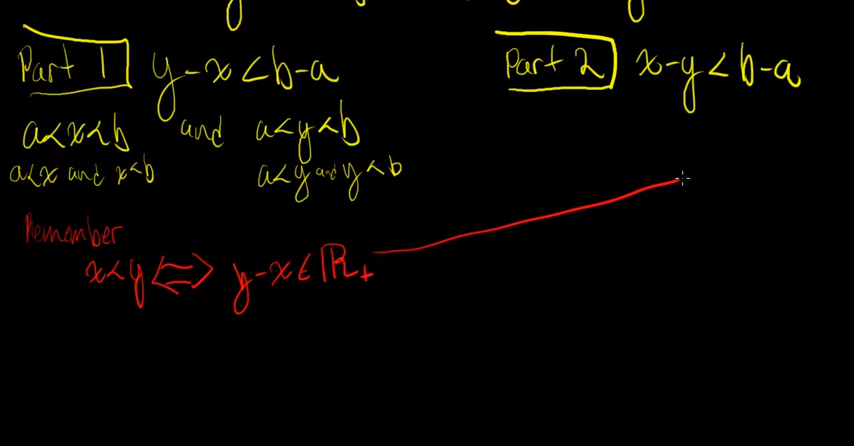 Part 1 y-x<b-a
a<x<b and a<y<b
a<x and x<b a<y and y<b
Remember
x<y ⟺ y-x∈ℝ₊
Part 2 x-y<b-a